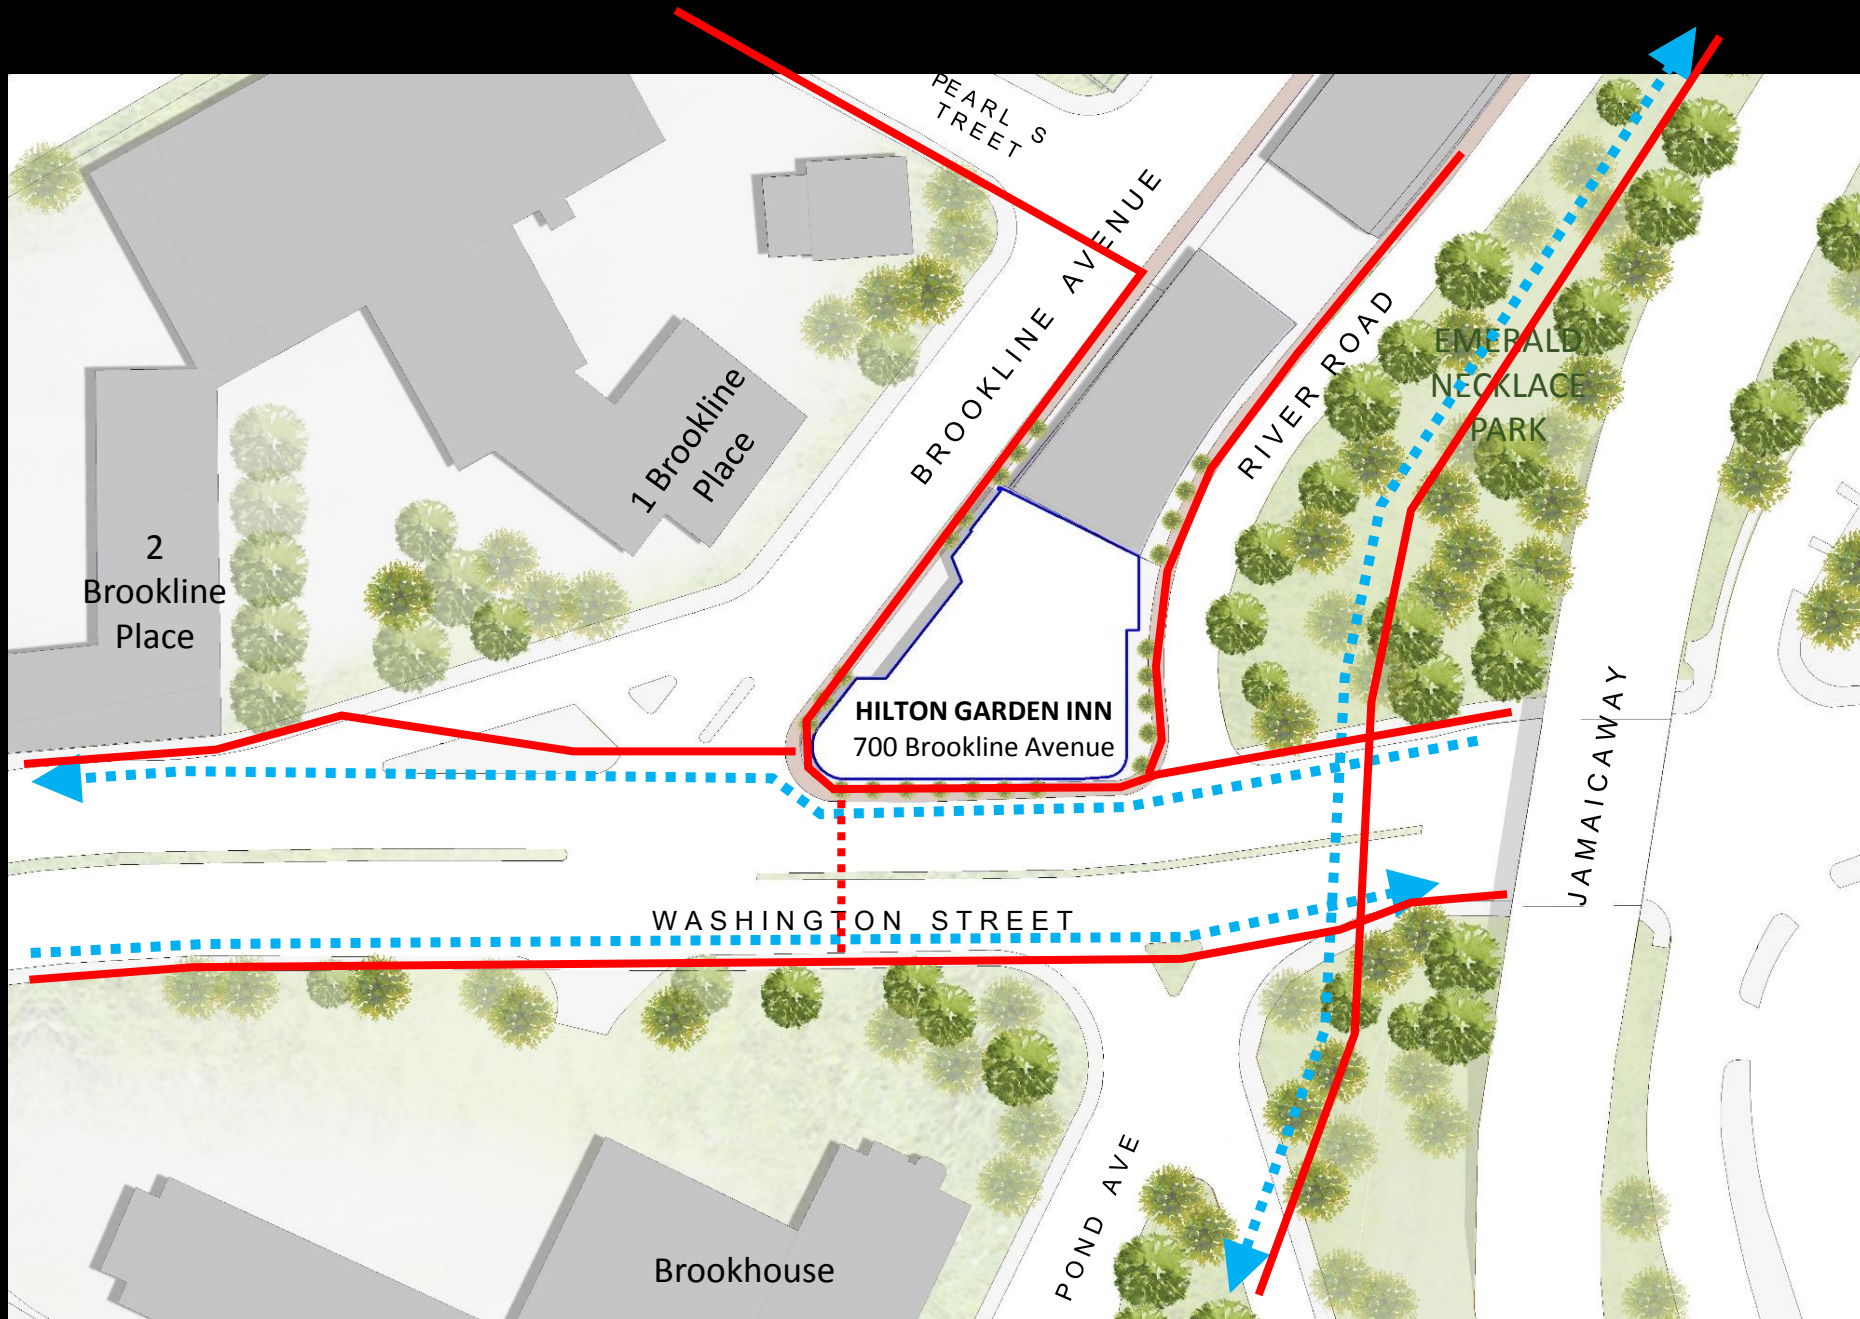 PEARL S
TREET
BROOKLINE AVENUE
RIVER ROAD
EMERALD
NECKLACE
PARK
1 Brookline
Place
2
Brookline
Place
HILTON GARDEN INN
700 Brookline Avenue
JAMAICAWAY
WASHINGTON STREET
POND AVE
Brookhouse